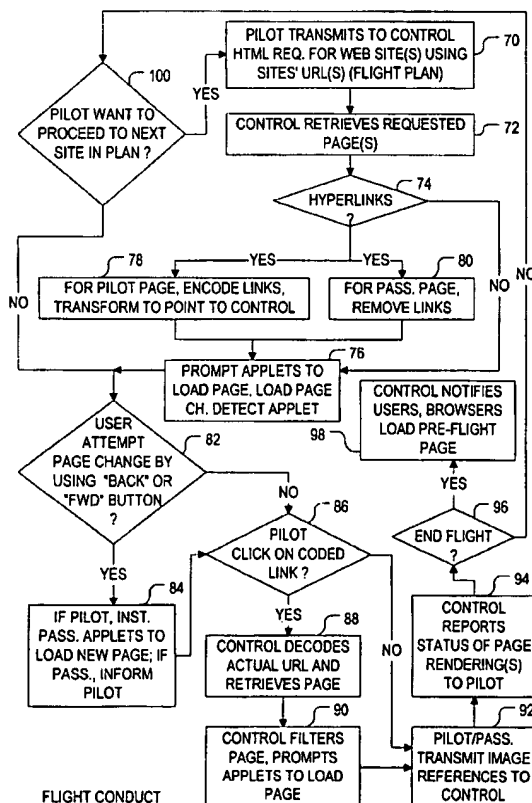 PILOT TRANSMITS TO CONTROL
HTML REQ. FOR WEB SITE(S) USING
SITES' URL(S) (FLIGHT PLAN)
70
100
PILOT WANT TO
PROCEED TO NEXT
SITE IN PLAN ?
YES
CONTROL RETRIEVES REQUESTED
PAGE(S)
72
HYPERLINKS
?
74
NO
78
YES
80
FOR PILOT PAGE, ENCODE LINKS,
TRANSFORM TO POINT TO CONTROL
FOR PASS. PAGE,
REMOVE LINKS
NO
NO
76
PROMPT APPLETS TO
LOAD PAGE, LOAD PAGE
CH. DETECT APPLET
CONTROL NOTIFIES
USERS, BROWSERS
LOAD PRE-FLIGHT
PAGE
98
USER
ATTEMPT
PAGE CHANGE BY
USING "BACK" OR
"FWD" BUTTON
?
82
NO
YES
86
PILOT
CLICK ON CODED
LINK ?
96
END FLIGHT
?
YES
84
IF PILOT, INST.
PASS. APPLETS TO
LOAD NEW PAGE; IF
PASS., INFORM
PILOT
YES
88
NO
94
CONTROL DECODES
ACTUAL URL AND
RETRIEVES PAGE
CONTROL
REPORTS
STATUS OF PAGE
RENDERING(S)
TO PILOT
90
92
CONTROL FILTERS
PAGE, PROMPTS
APPLETS TO LOAD
PAGE
PILOT/PASS.
TRANSMIT IMAGE
REFERENCES TO
CONTROL
FLIGHT CONDUCT